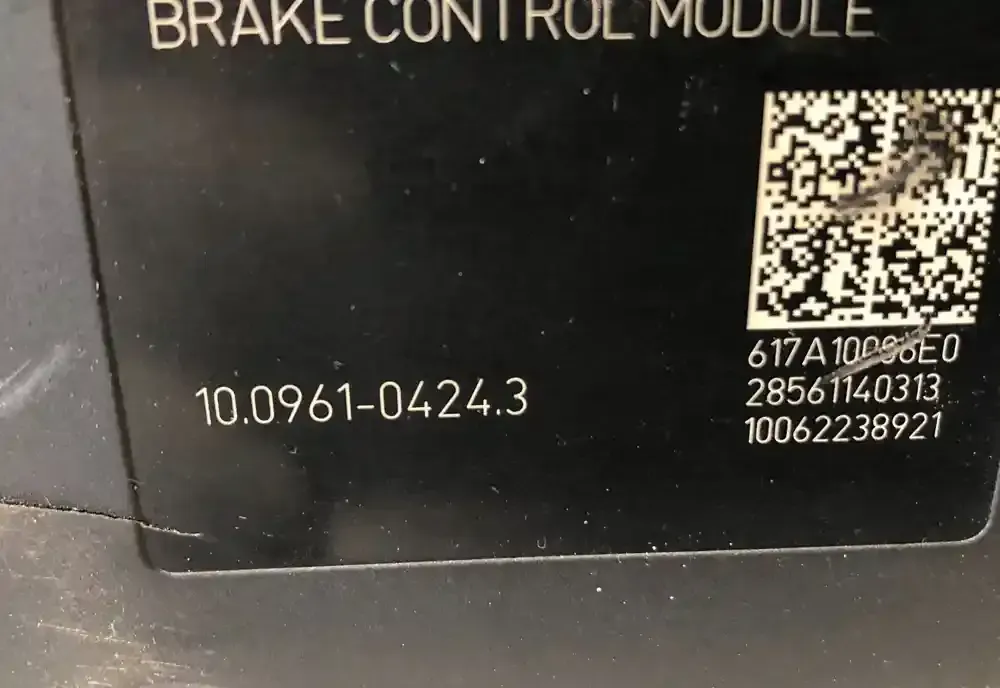 BRAKE CONTROL MODULE
10.0961-0424.3
28561140313
10062238921